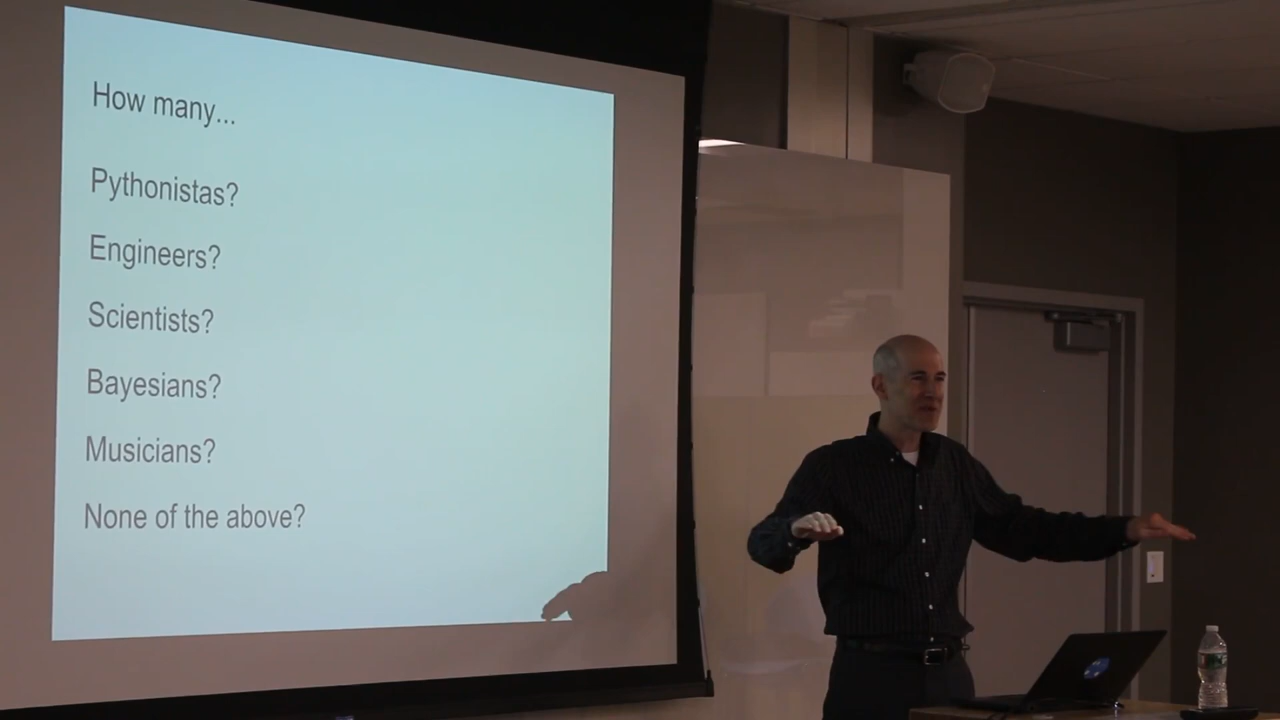 How many...
Pythonistas?
Engineers?
Scientists?
Bayesians?
Musicians?
None of the above?